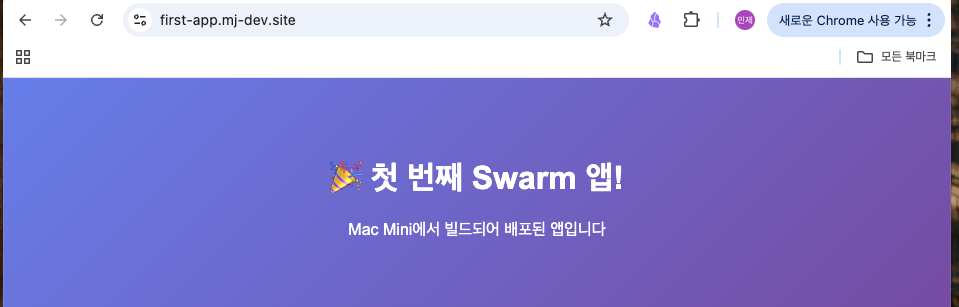 first-app.mj-dev.site
민제
새로운 Chrome 사용 가능
모든 북마크
🎉 첫 번째 Swarm 앱!
Mac Mini에서 빌드되어 배포된 앱입니다